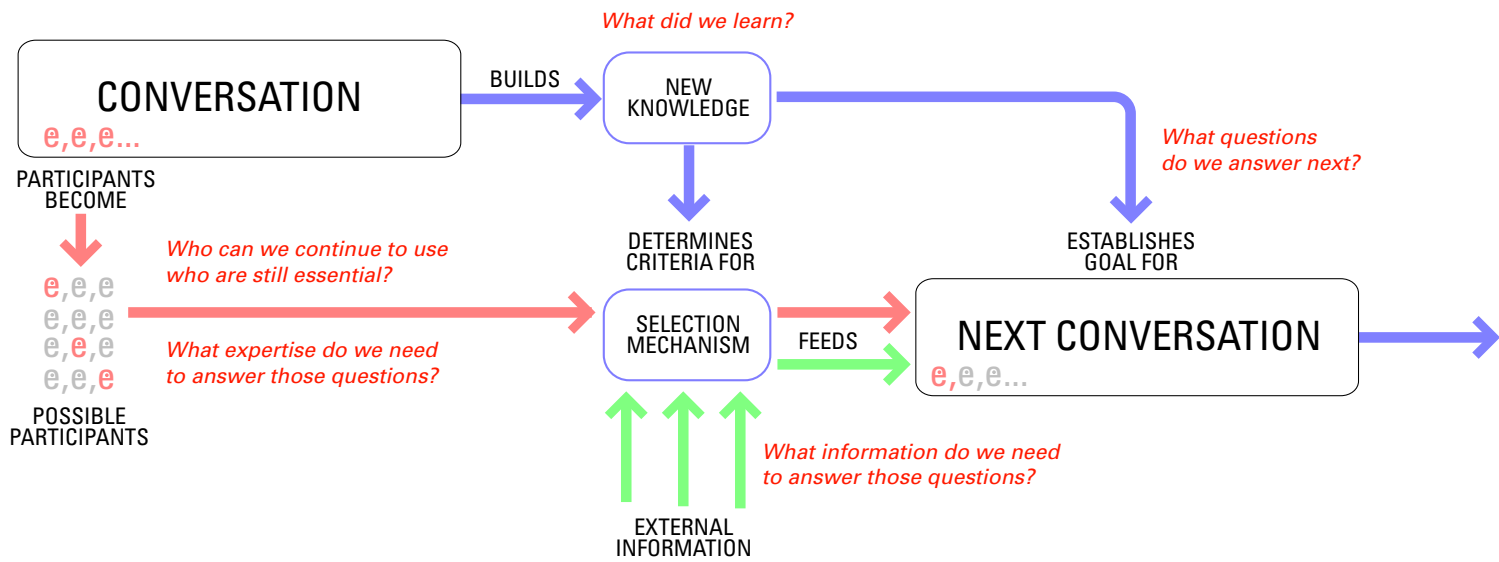 What did we learn?
CONVERSATION
e,e,e...
BUILDS
NEW
KNOWLEDGE
What questions
do we answer next?
PARTICIPANTS
BECOME
Who can we continue to use
who are still essential?
DETERMINES
CRITERIA FOR
ESTABLISHES
GOAL FOR
e,e,e
e,e,e
e,e,e
e,e,e
What expertise do we need
to answer those questions?
SELECTION
MECHANISM
FEEDS
NEXT CONVERSATION
e,e,e...
POSSIBLE
PARTICIPANTS
What information do we need
to answer those questions?
EXTERNAL
INFORMATION